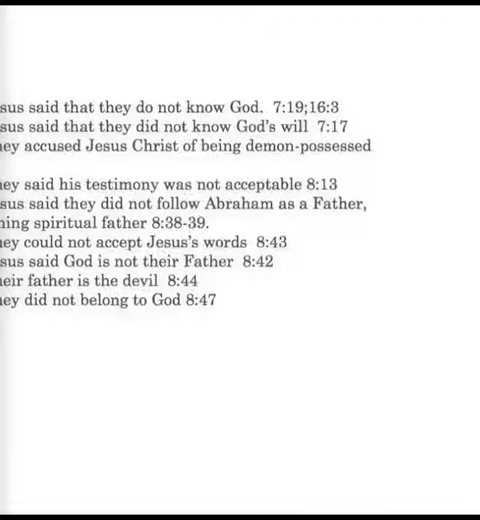 sus said that they do not know God. 7:19;16:3
sus said that they did not know God's will 7:17
ey accused Jesus Christ of being demon-possessed
ey said his testimony was not acceptable 8:13
sus said they did not follow Abraham as a Father,
ning spiritual father 8:38-39.
ey could not accept Jesus's words 8:43
sus said God is not their Father 8:42
eir father is the devil 8:44
ey did not belong to God 8:47